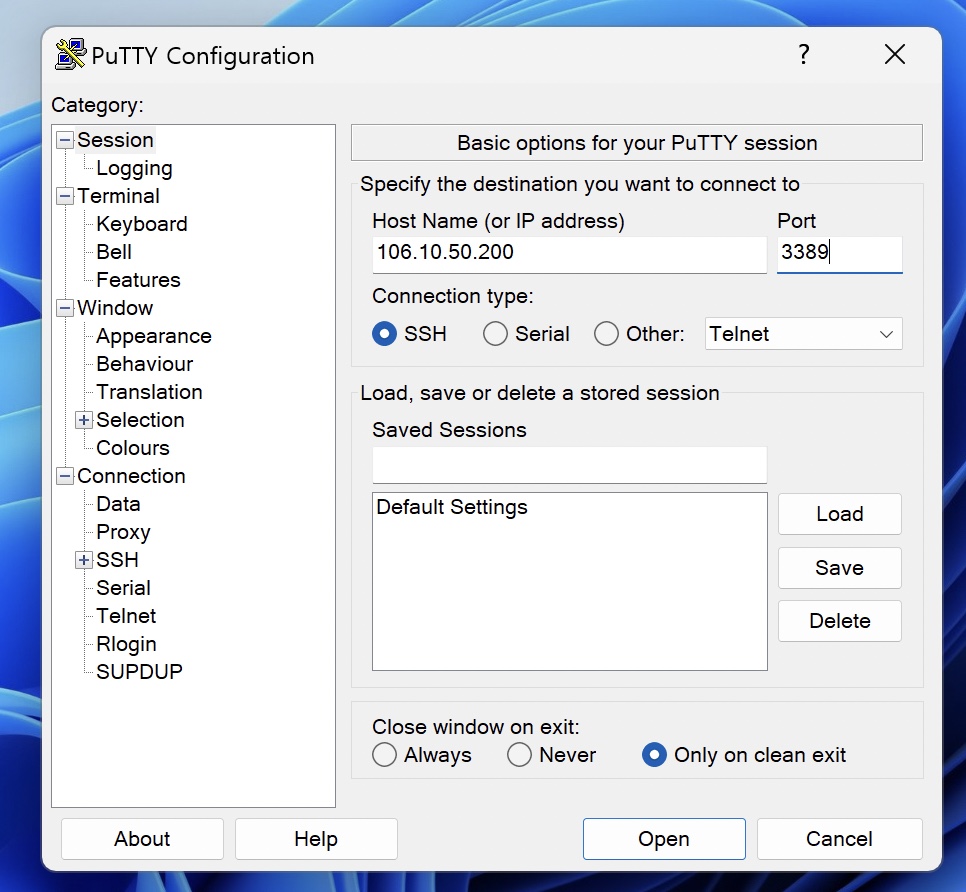 PuTTY Configuration
?
Category:
Session
Logging
Terminal
Keyboard
Bell
Features
Window
Appearance
Behaviour
Translation
Selection
Colours
Connection
Data
Proxy
SSH
Serial
Telnet
Rlogin
SUPDUP
Basic options for your PuTTY session
Specify the destination you want to connect to
Host Name (or IP address) Port
106.10.50.200 3389
Connection type:
SSH Serial Other: Telnet
Load, save or delete a stored session
Saved Sessions
Default Settings
Load
Save
Delete
Close window on exit:
Always Never Only on clean exit
About Help Open Cancel